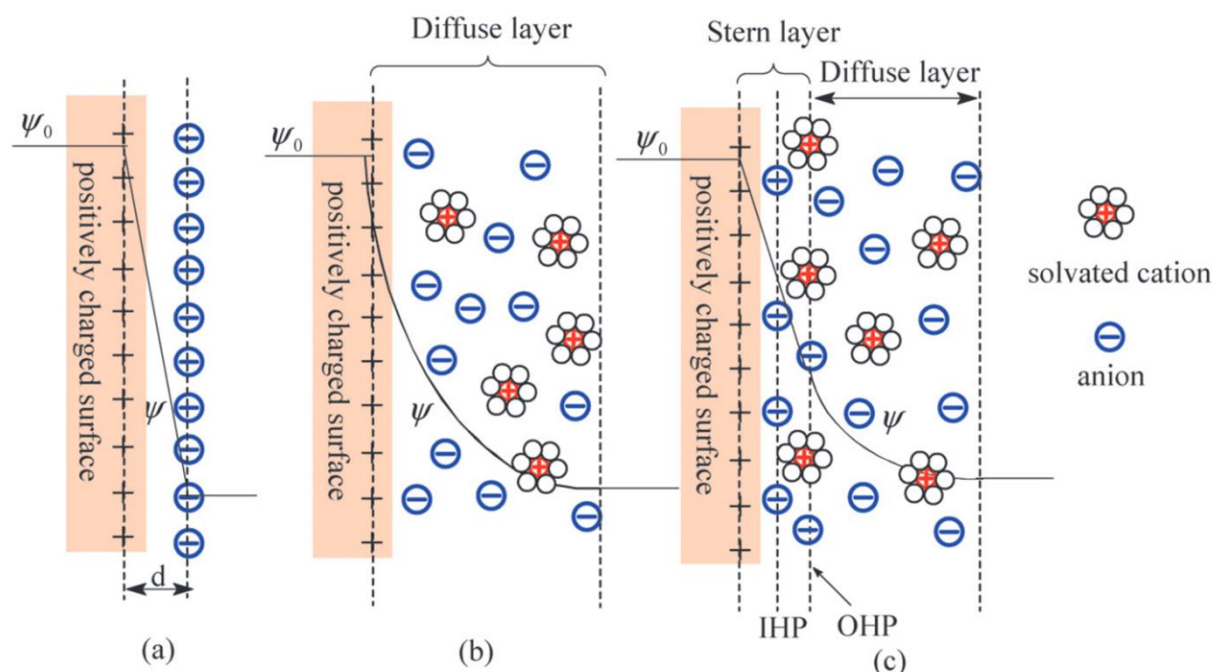 Diffuse layer
Stern layer
Diffuse layer
ψ₀
ψ₀
ψ₀
positively charged surface
positively charged surface
positively charged surface
ψ
ψ
ψ
solvated cation
anion
d
IHP
OHP
(a)
(b)
(c)